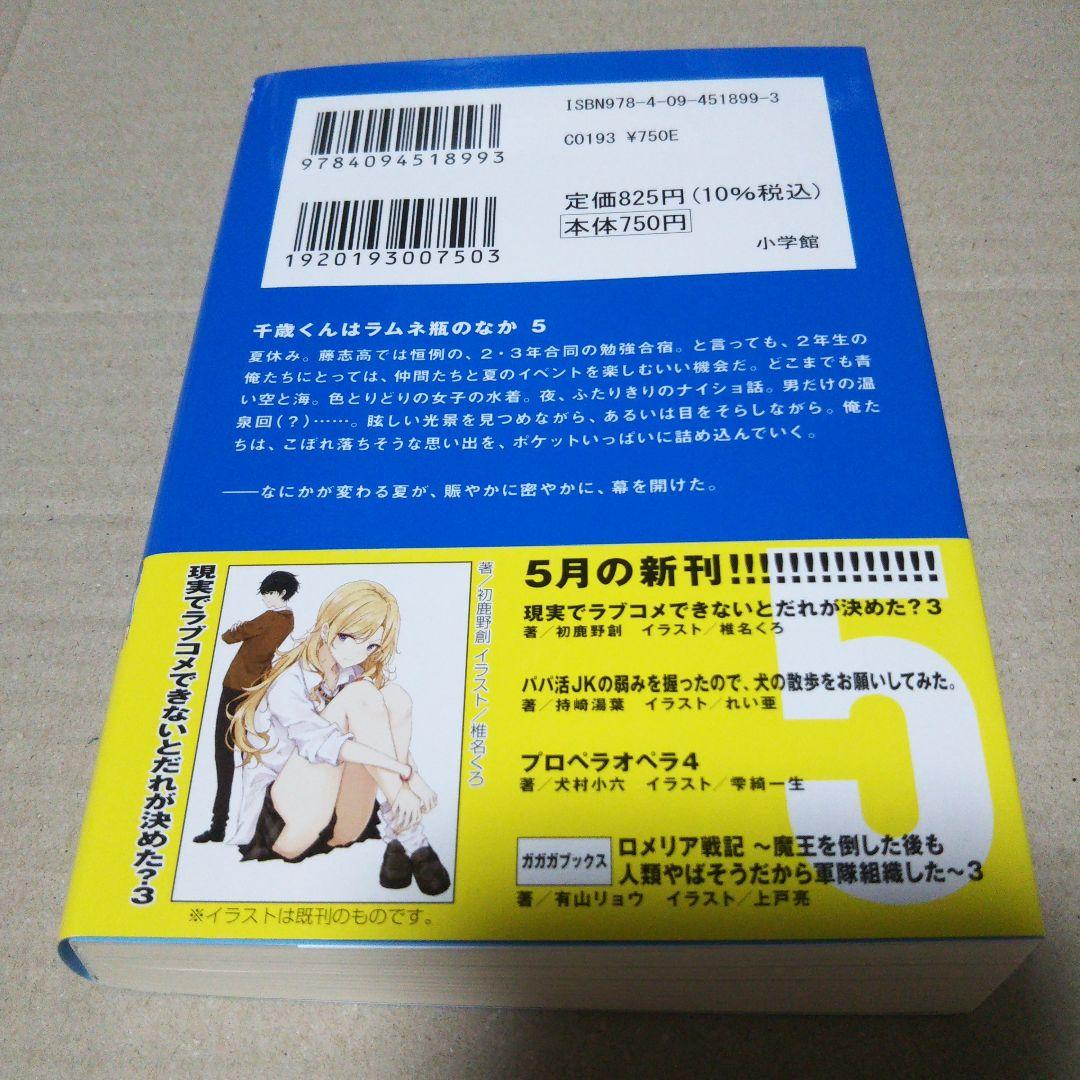 9784094518993
ISBN978-4-09-451899-3
C0193 ¥750E
1920193007503
定価825円(10%税込)
本体750円
小学館
千歳くんはラムネ瓶のなか 5
夏休み。藤志高では恒例の、2・3年合同の勉強合宿。と言っても、2年生の
俺たちにとっては、仲間たちと夏のイベントを楽しむいい機会だ。どこまでも青
い空と海。色とりどりの女子の水着。夜、ふたりきりのナイショ話。男だけの温
泉回(?)……。眩しい光景を見つめながら、あるいは目をそらしながら。俺た
ちは、こぼれ落ちそうな思い出を、ポケットいっぱいに詰め込んでいく。
――なにかが変わる夏が、賑やかに密やかに、幕を開けた。
現実でラブコメできないとだれが決めた?3
著/初鹿野創 イラスト/椎名くろ
※イラストは既刊のものです。
5
5月の新刊!!!!!!!!!!!!!!
現実でラブコメできないとだれが決めた?3
著/初鹿野創 イラスト/椎名くろ
パパ活JKの弱みを握ったので、犬の散歩をお願いしてみた。
著/持崎湯葉 イラスト/れい亜
プロペラオペラ4
著/犬村小六 イラスト/雫綺一生
ガガガブックス
ロメリア戦記 ～魔王を倒した後も
人類やばそうだから軍隊組織した～3
著/有山リョウ イラスト/上戸亮